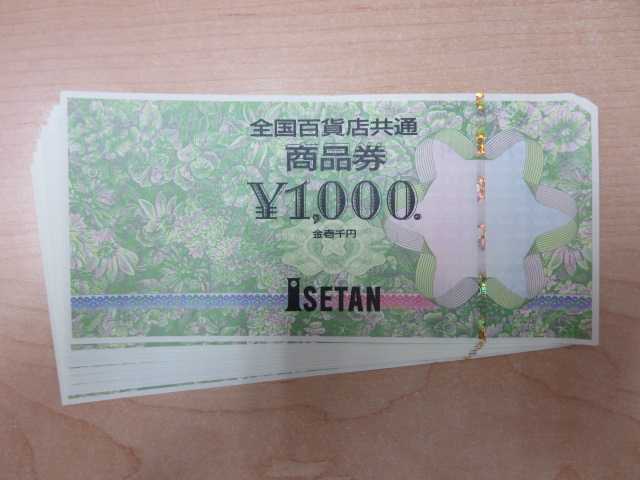 全国百貨店共通
商品券
¥1,000.
金壱千円
ISETAN